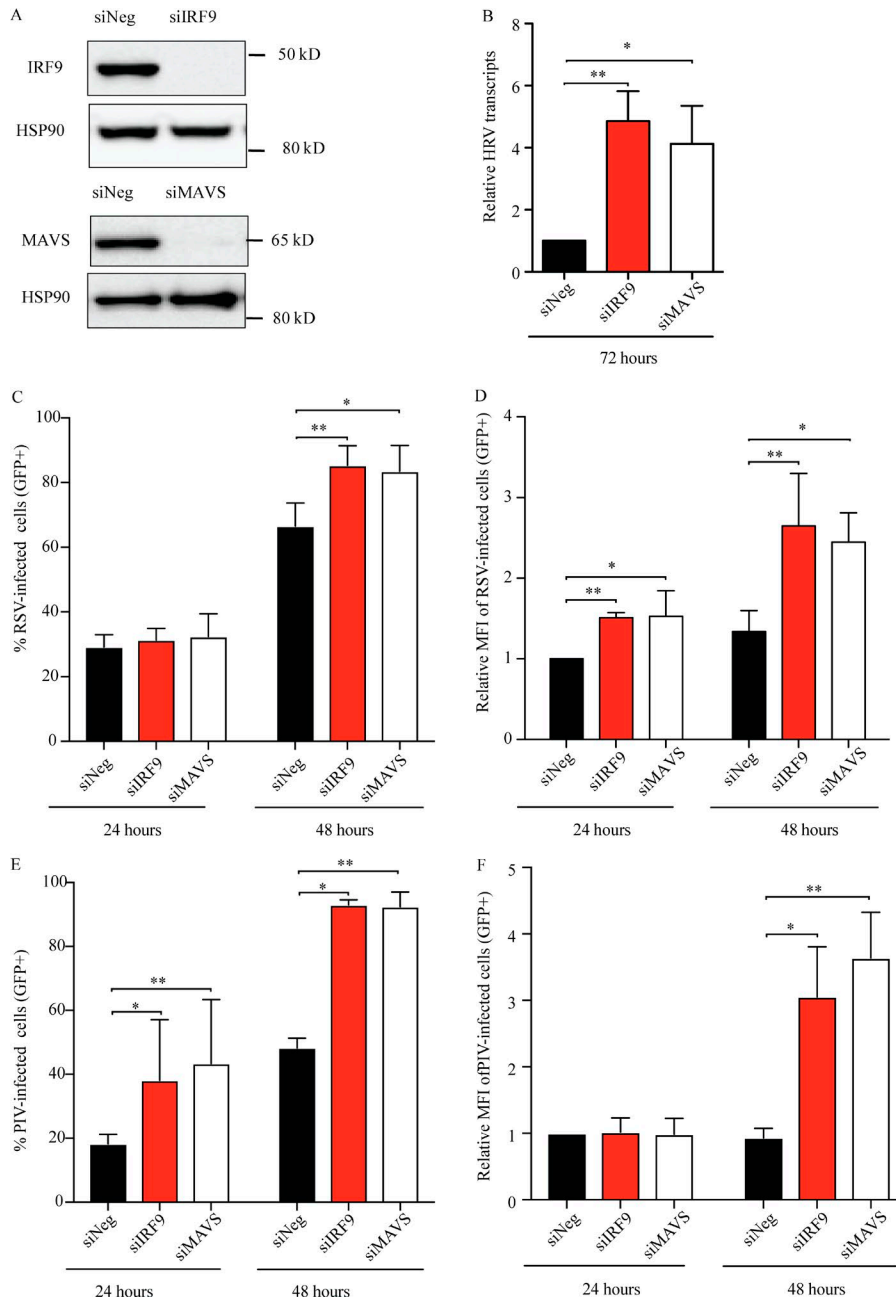 A
siNeg siIRF9
IRF9
50 kD
HSP90
80 kD
siNeg siMAVS
MAVS
65 kD
HSP90
80 kD
B
Relative HRV transcripts
8
6
4
2
0
*
**
siNeg
siIRF9
siMAVS
72 hours
C
% RSV-infected cells (GFP+)
100
80
60
40
20
0
*
**
siNeg
siIRF9
siMAVS
siNeg
siIRF9
siMAVS
24 hours
48 hours
D
Relative MFI of RSV-infected cells (GFP+)
4
3
2
1
0
*
**
*
**
siNeg
siIRF9
siMAVS
siNeg
siIRF9
siMAVS
24 hours
48 hours
E
% PIV-infected cells (GFP+)
100
80
60
40
20
0
**
*
**
*
siNeg
siIRF9
siMAVS
siNeg
siIRF9
siMAVS
24 hours
48 hours
F
Relative MFI ofPIV-infected cells (GFP+)
5
4
3
2
1
0
**
*
siNeg
siIRF9
siMAVS
siNeg
siIRF9
siMAVS
24 hours
48 hours